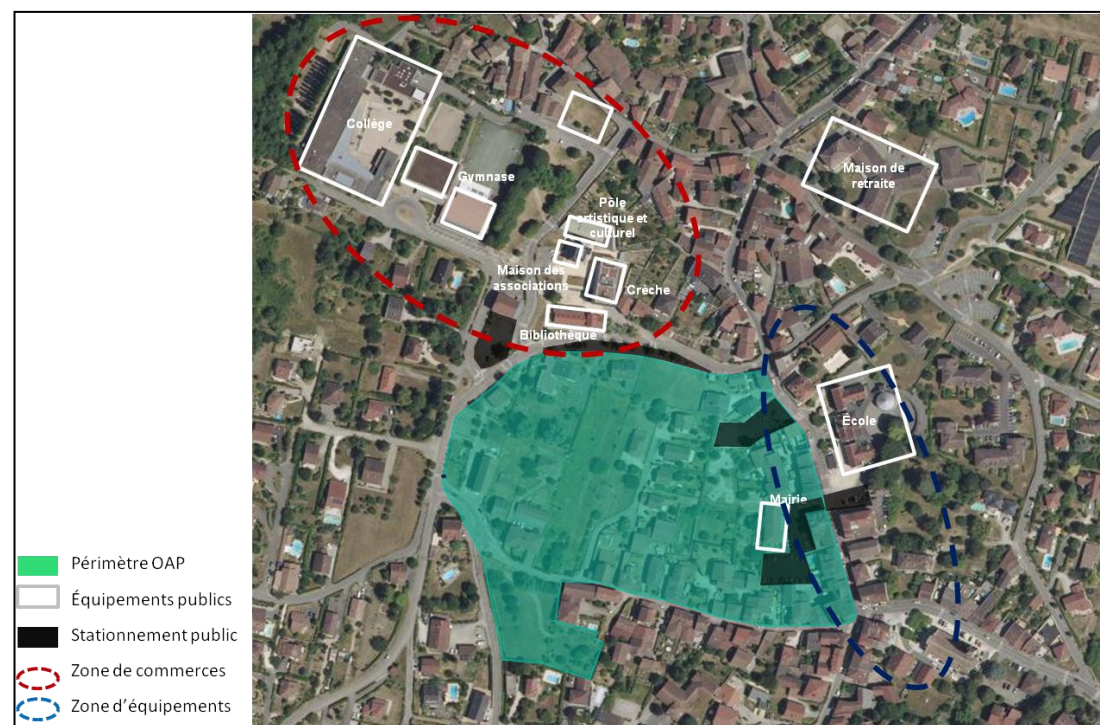 Collége
Gymnase
Pôle
artistique et
culturel
Maison des
associations
Crèche
Bibliothèque
Maison de
retraite
École
Mairie
Périmètre OAP
Équipements publics
Stationnement public
Zone de commerces
Zone d'équipements